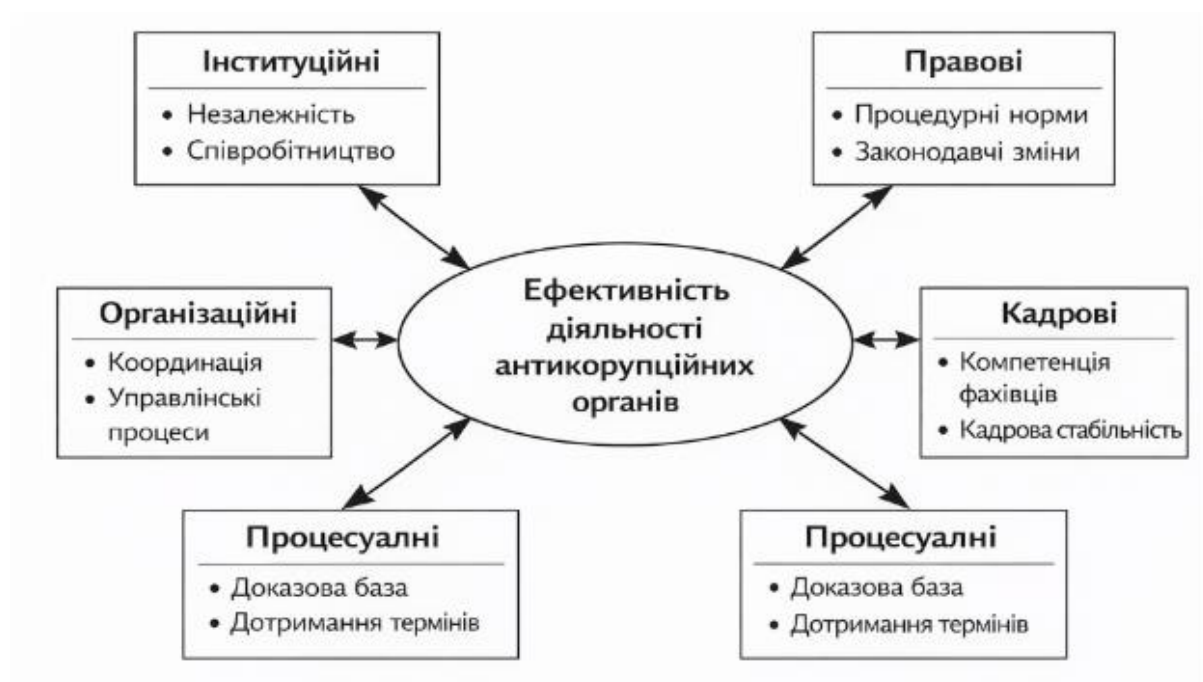 Інституційні
• Незалежність
• Співробітництво
Правові
• Процедурні норми
• Законодавчі зміни
Організаційні
• Координація
• Управлінські
процеси
Ефективність
діяльності
антикорупційних
органів
Кадрові
• Компетенція
фахівців
• Кадрова стабільність
Процесуалні
• Доказова база
• Дотримання термінів
Процесуалні
• Доказова база
• Дотримання термінів